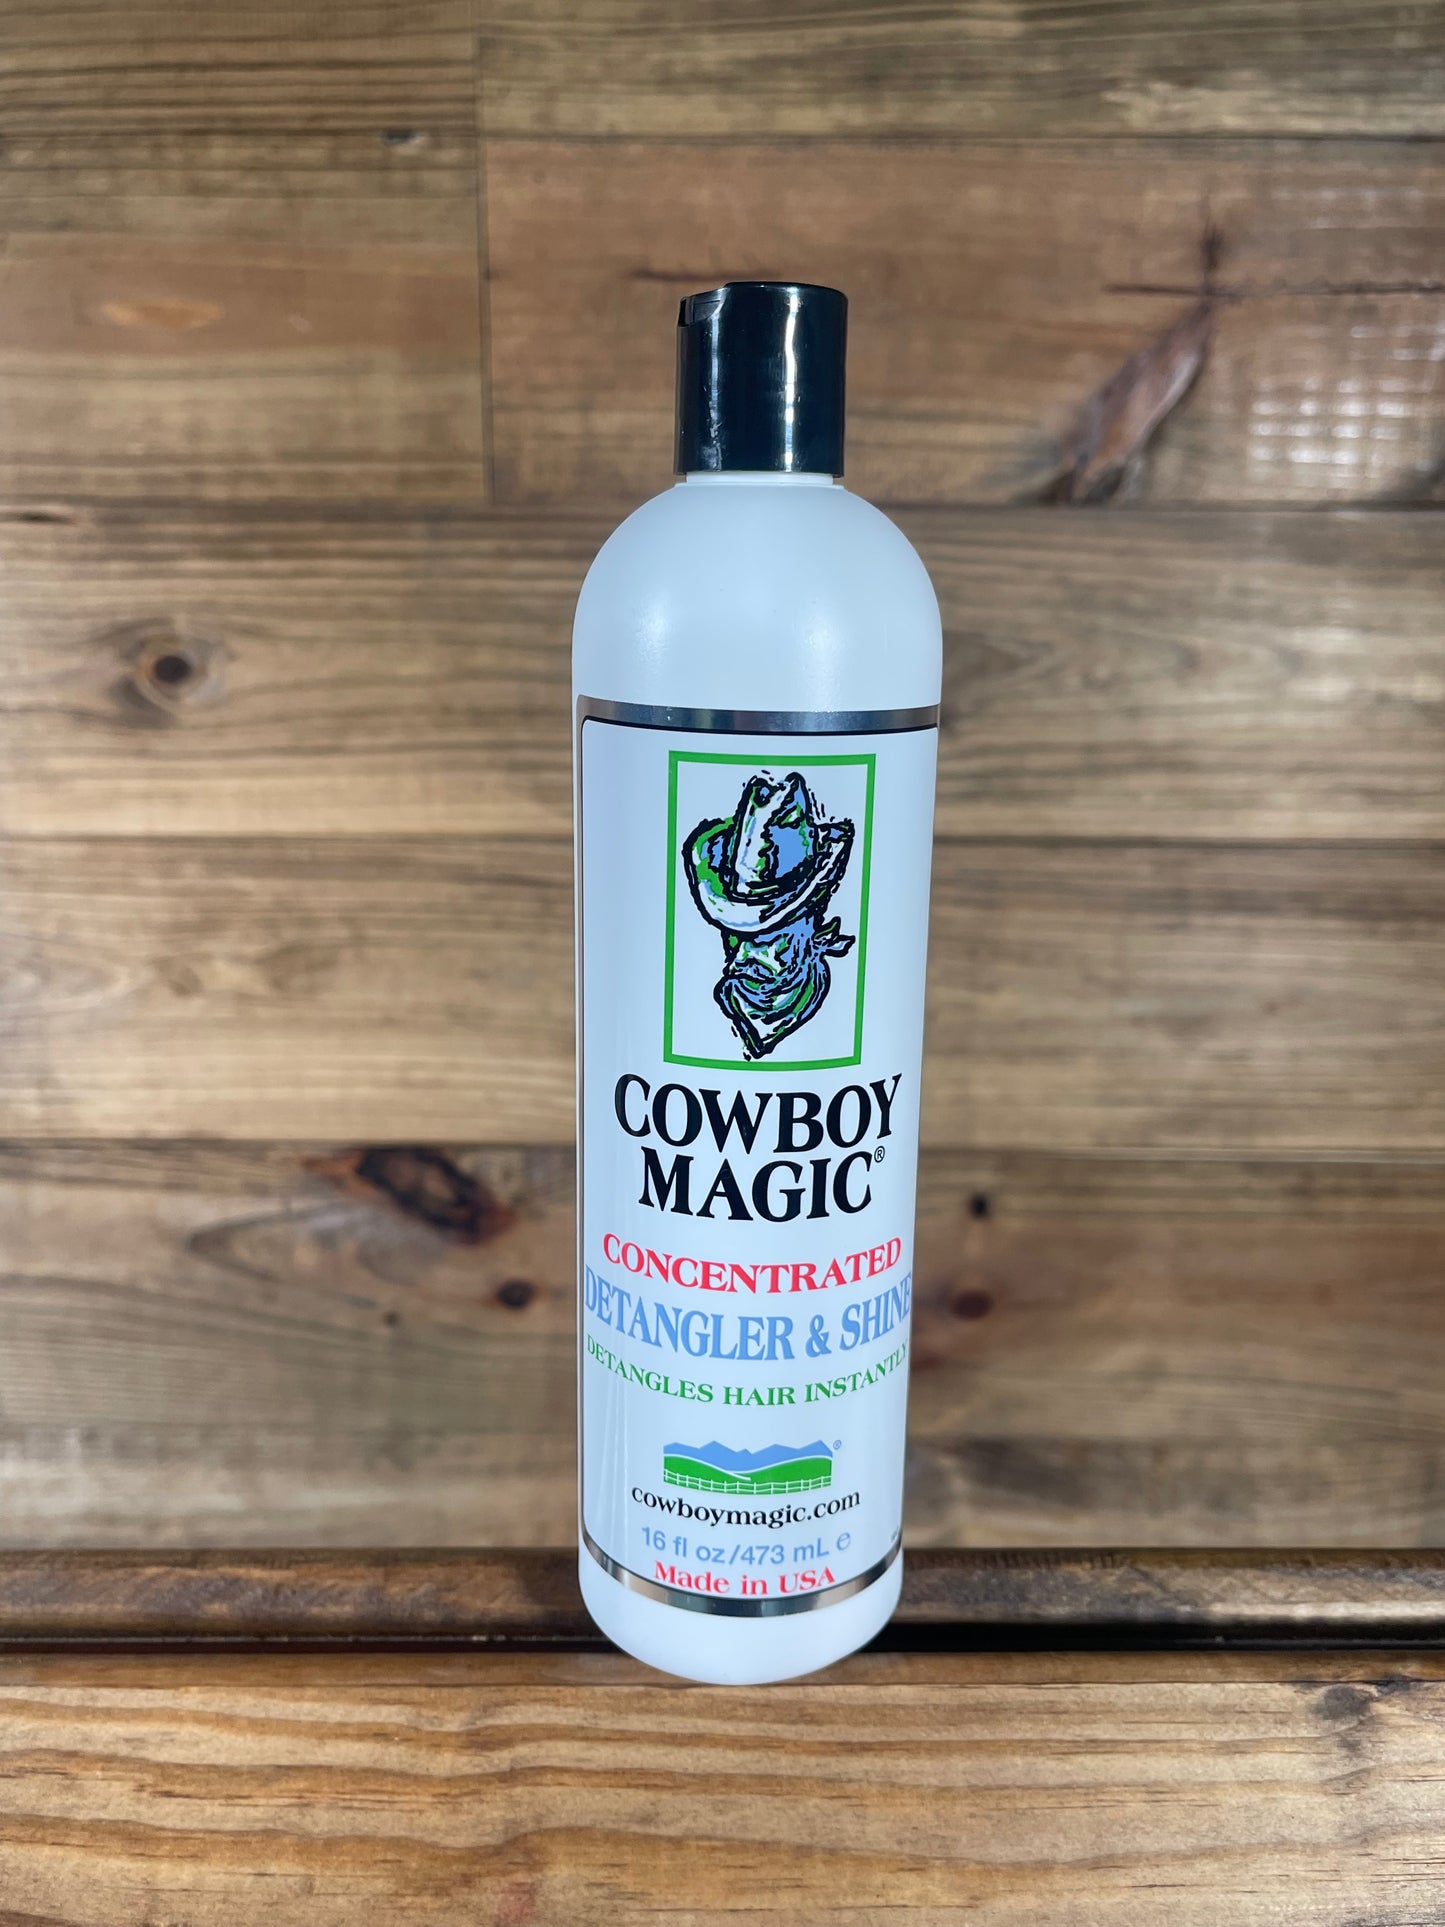 COWBOY
MAGIC®
CONCENTRATED
DETANGLER & SHINE
DETANGLES HAIR INSTANTLY
®
cowboymagic.com
16 fl oz/473 mL ℮
Made in USA